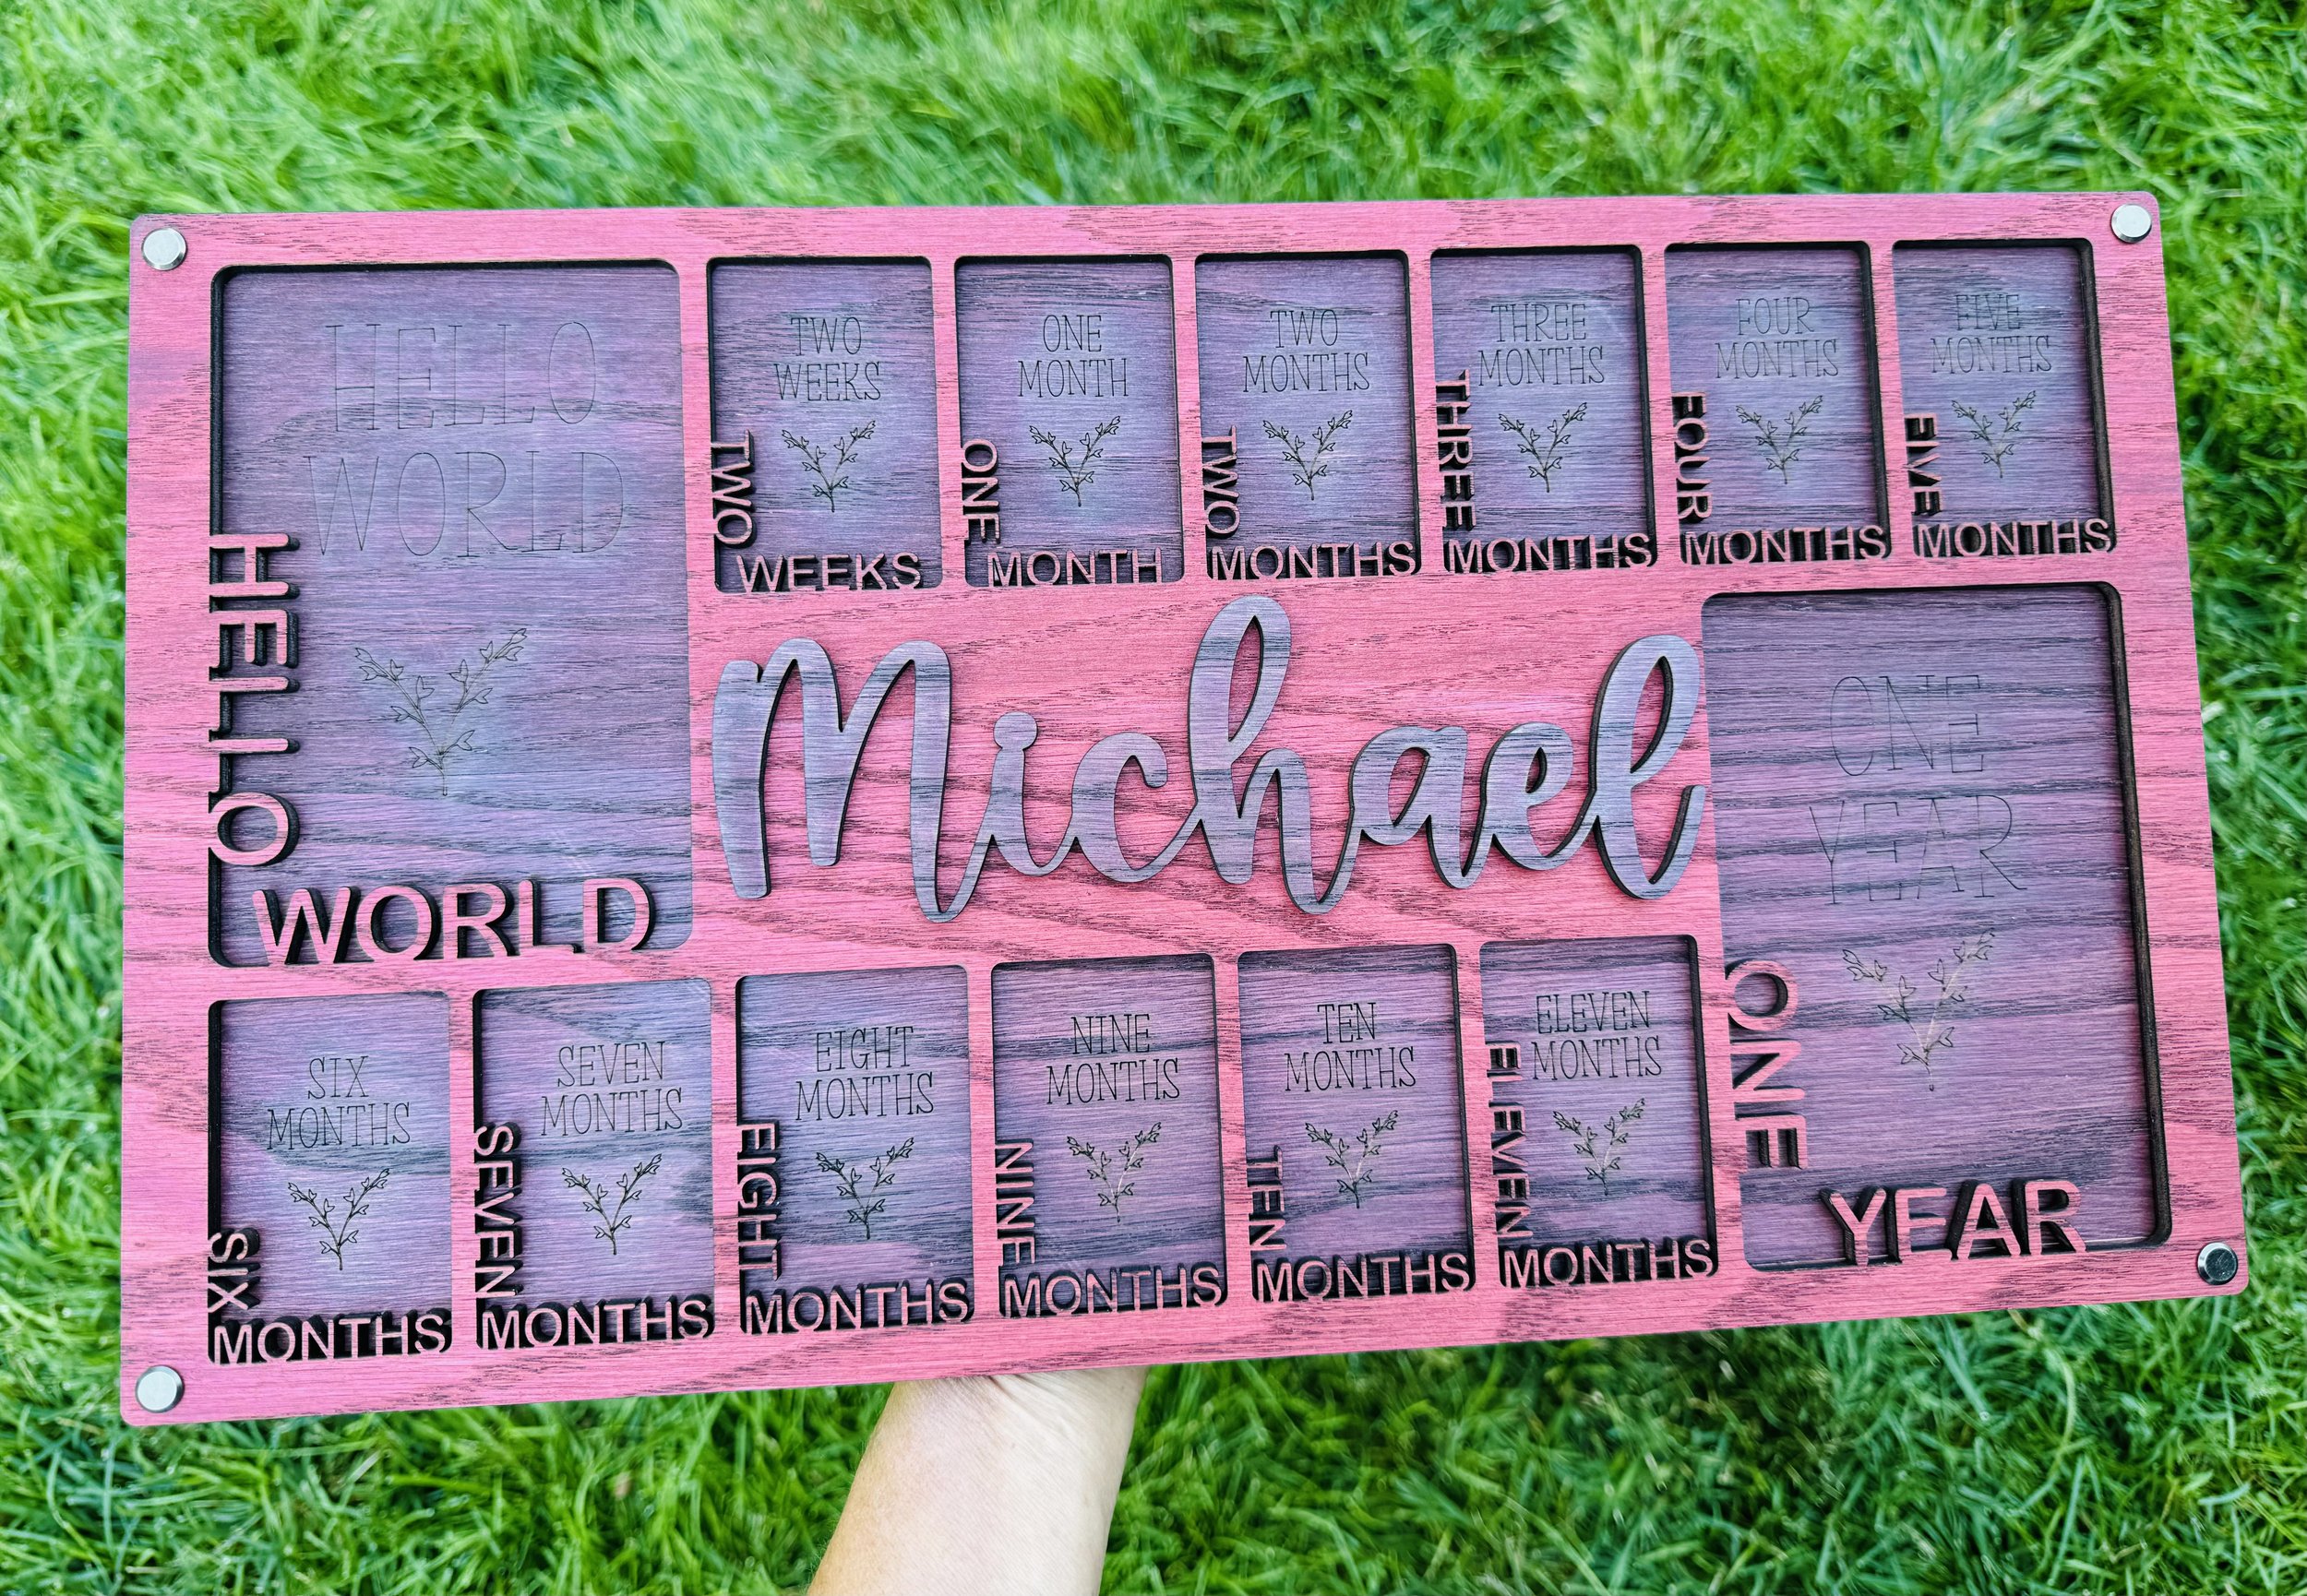 HELLO
WORLD
HELLO
WORLD
TWO
WEEKS
TWO
WEEKS
ONE
MONTH
ONE
MONTH
TWO
MONTHS
TWO
MONTHS
THREE
MONTHS
THREE
MONTHS
FOUR
MONTHS
FOUR
MONTHS
FIVE
MONTHS
FIVE
MONTHS
Michael
SIX
MONTHS
SIX
MONTHS
SEVEN
MONTHS
SEVEN
MONTHS
EIGHT
MONTHS
EIGHT
MONTHS
NINE
MONTHS
NINE
MONTHS
TEN
MONTHS
TEN
MONTHS
ELEVEN
MONTHS
ELEVEN
MONTHS
ONE
YEAR
ONE
YEAR